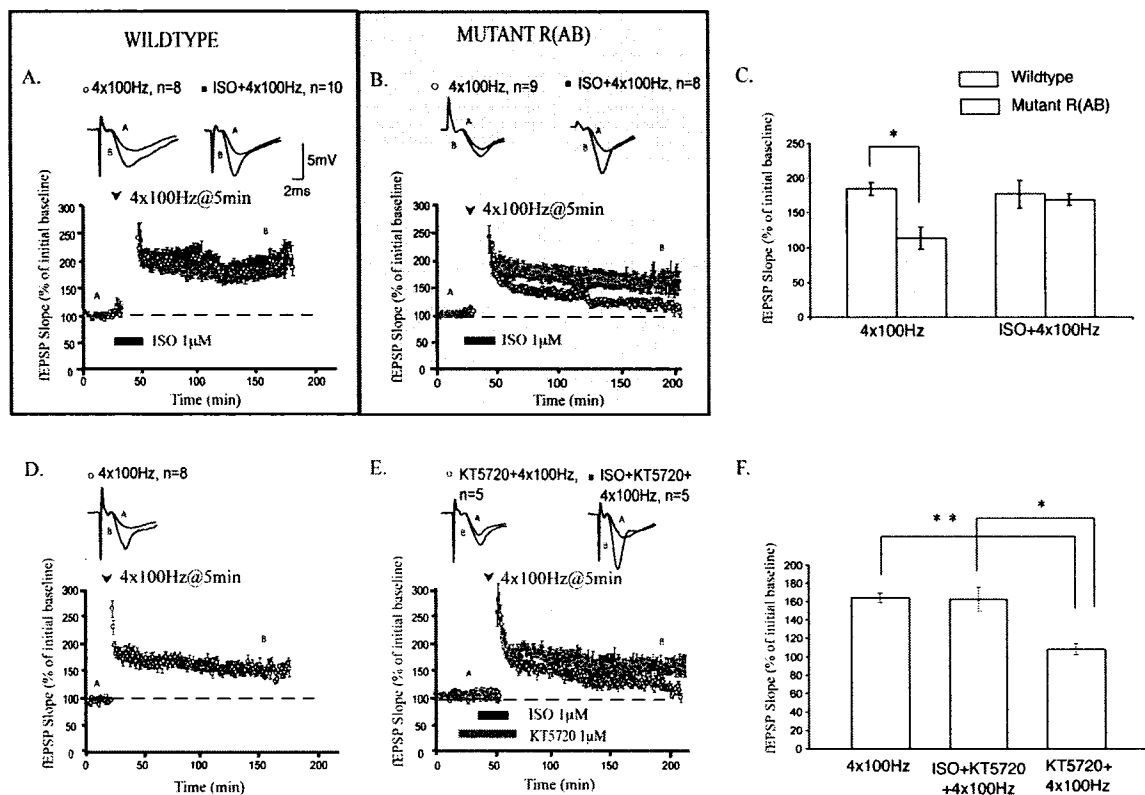 WILDTYPE
A.
4x100Hz, n=8
ISO+4x100Hz, n=10
A
B
A
B
5mV
2ms
4x100Hz@5min
fEPSP Slope (% of initial baseline)
300
250
200
150
100
50
0
A
B
ISO 1µM
0 50 100 150 200
Time (min)
MUTANT R(AB)
B.
4x100Hz, n=9
ISO+4x100Hz, n=8
A
B
A
B
4x100Hz@5min
fEPSP Slope (% of initial baseline)
300
250
200
150
100
50
0
A
B
ISO 1µM
0 50 100 150 200
Time (min)
C.
Wildtype
Mutant R(AB)
*
fEPSP Slope (% of initial baseline)
250
200
150
100
50
0
4x100Hz
ISO+4x100Hz
D.
4x100Hz, n=8
A
B
4x100Hz@5min
fEPSP Slope (% of initial baseline)
300
250
200
150
100
50
0
A
B
0 50 100 150 200
Time (min)
E.
KT5720+4x100Hz,
n=5
ISO+KT5720+
4x100Hz, n=5
A
B
A
B
4x100Hz@5min
fEPSP Slope (% of initial baseline)
300
250
200
150
100
50
0
A
B
ISO 1µM
KT5720 1µM
0 50 100 150 200
Time (min)
F.
**
*
fEPSP Slope (% of initial baseline)
180
160
140
120
100
80
60
40
20
0
4x100Hz
ISO+KT5720
+4x100Hz
KT5720+
4x100Hz